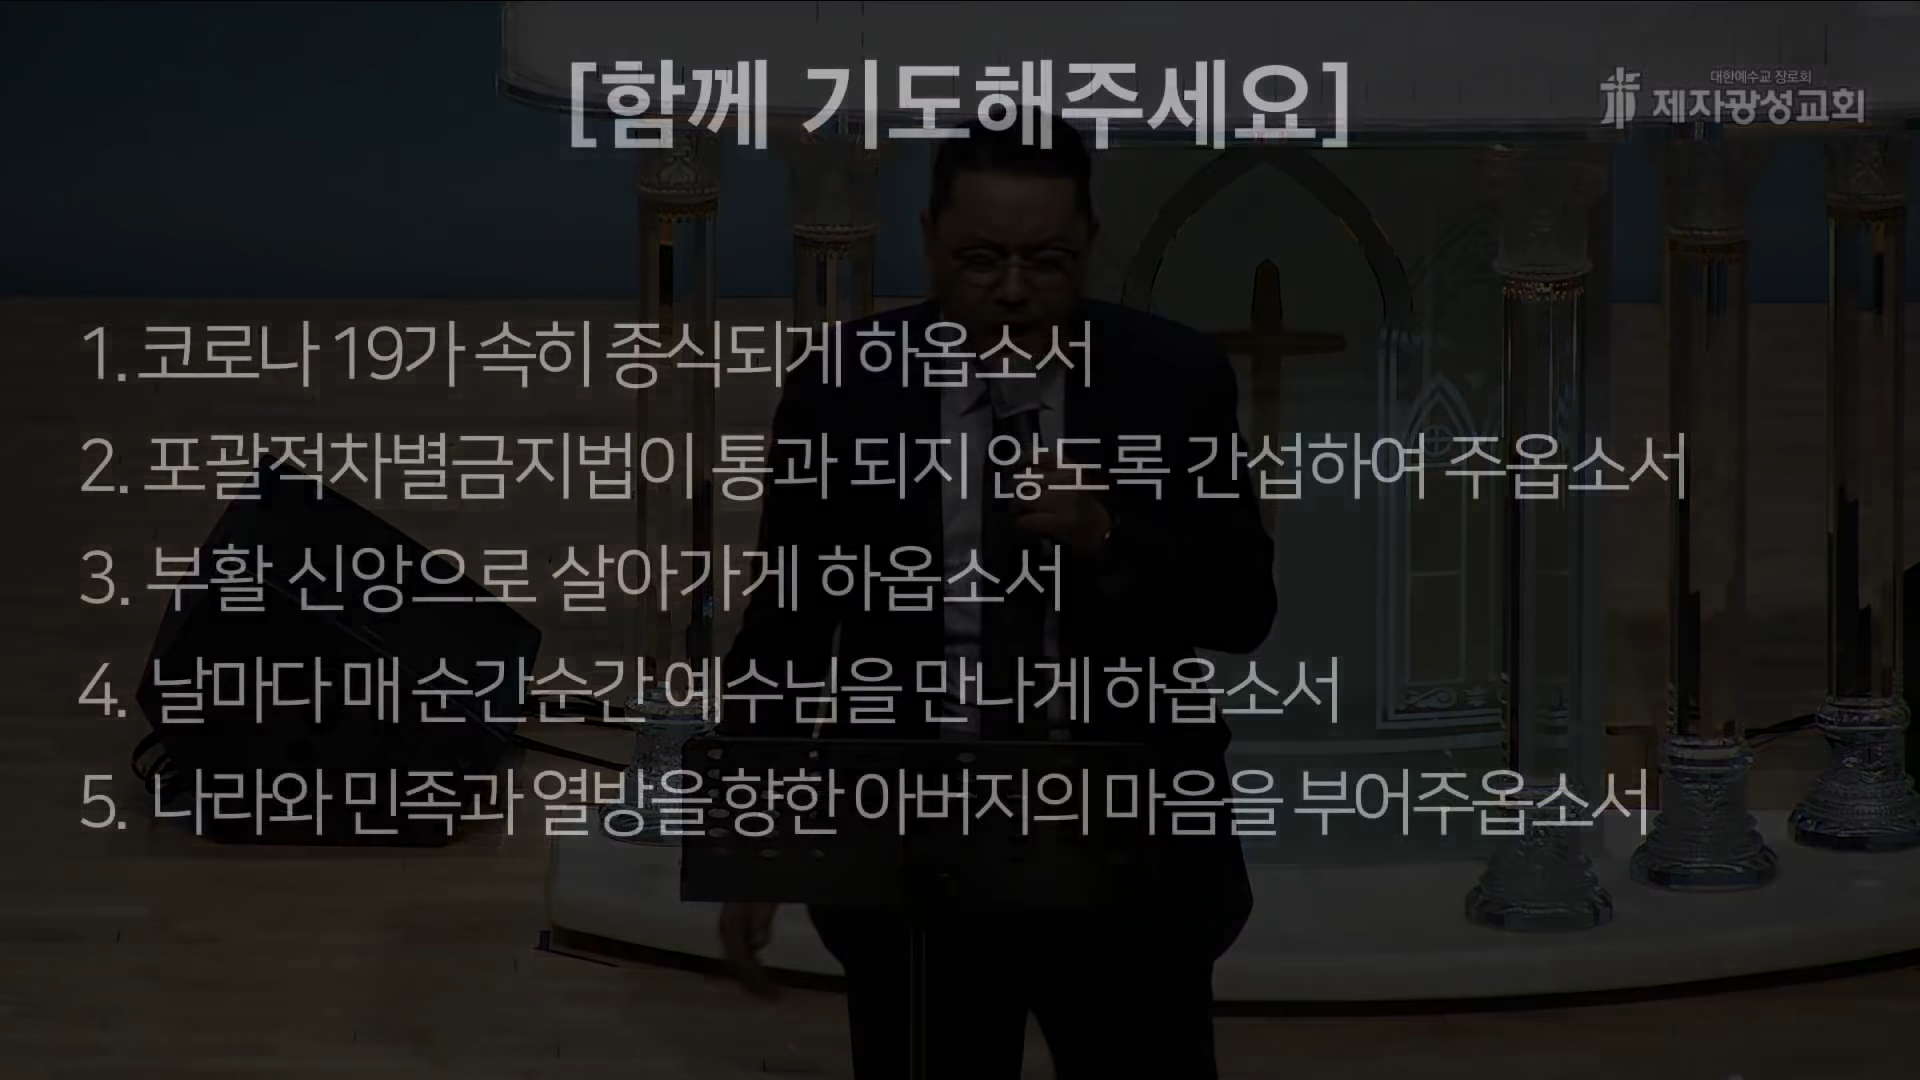 [함께 기도해주세요]
대한예수교 장로회
제자광성교회
1. 코로나 19가 속히 종식되게 하옵소서
2. 포괄적차별금지법이 통과 되지 않도록 간섭하여 주옵소서
3. 부활 신앙으로 살아가게 하옵소서
4. 날마다 매 순간순간 예수님을 만나게 하옵소서
5. 나라와 민족과 열방을 향한 아버지의 마음을 부어주옵소서